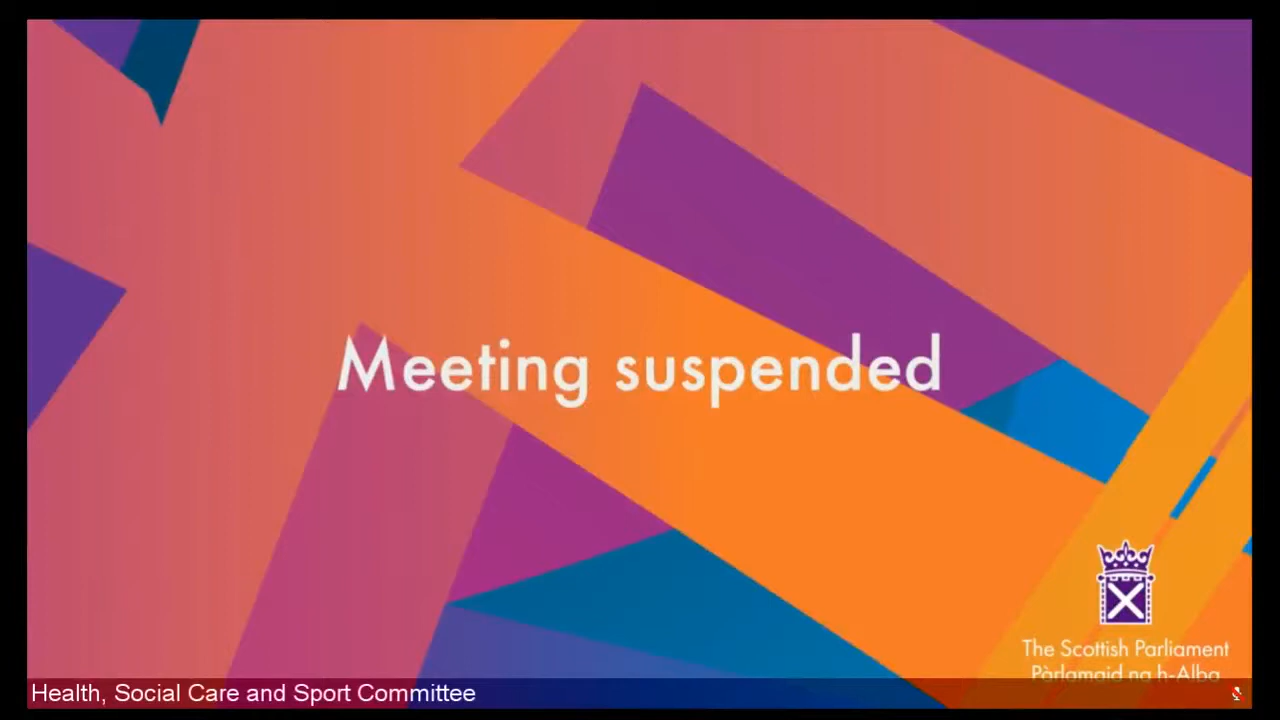 Meeting suspended
The Scottish Parliament
Pàrlamaid na h-Alba
Health, Social Care and Sport Committee